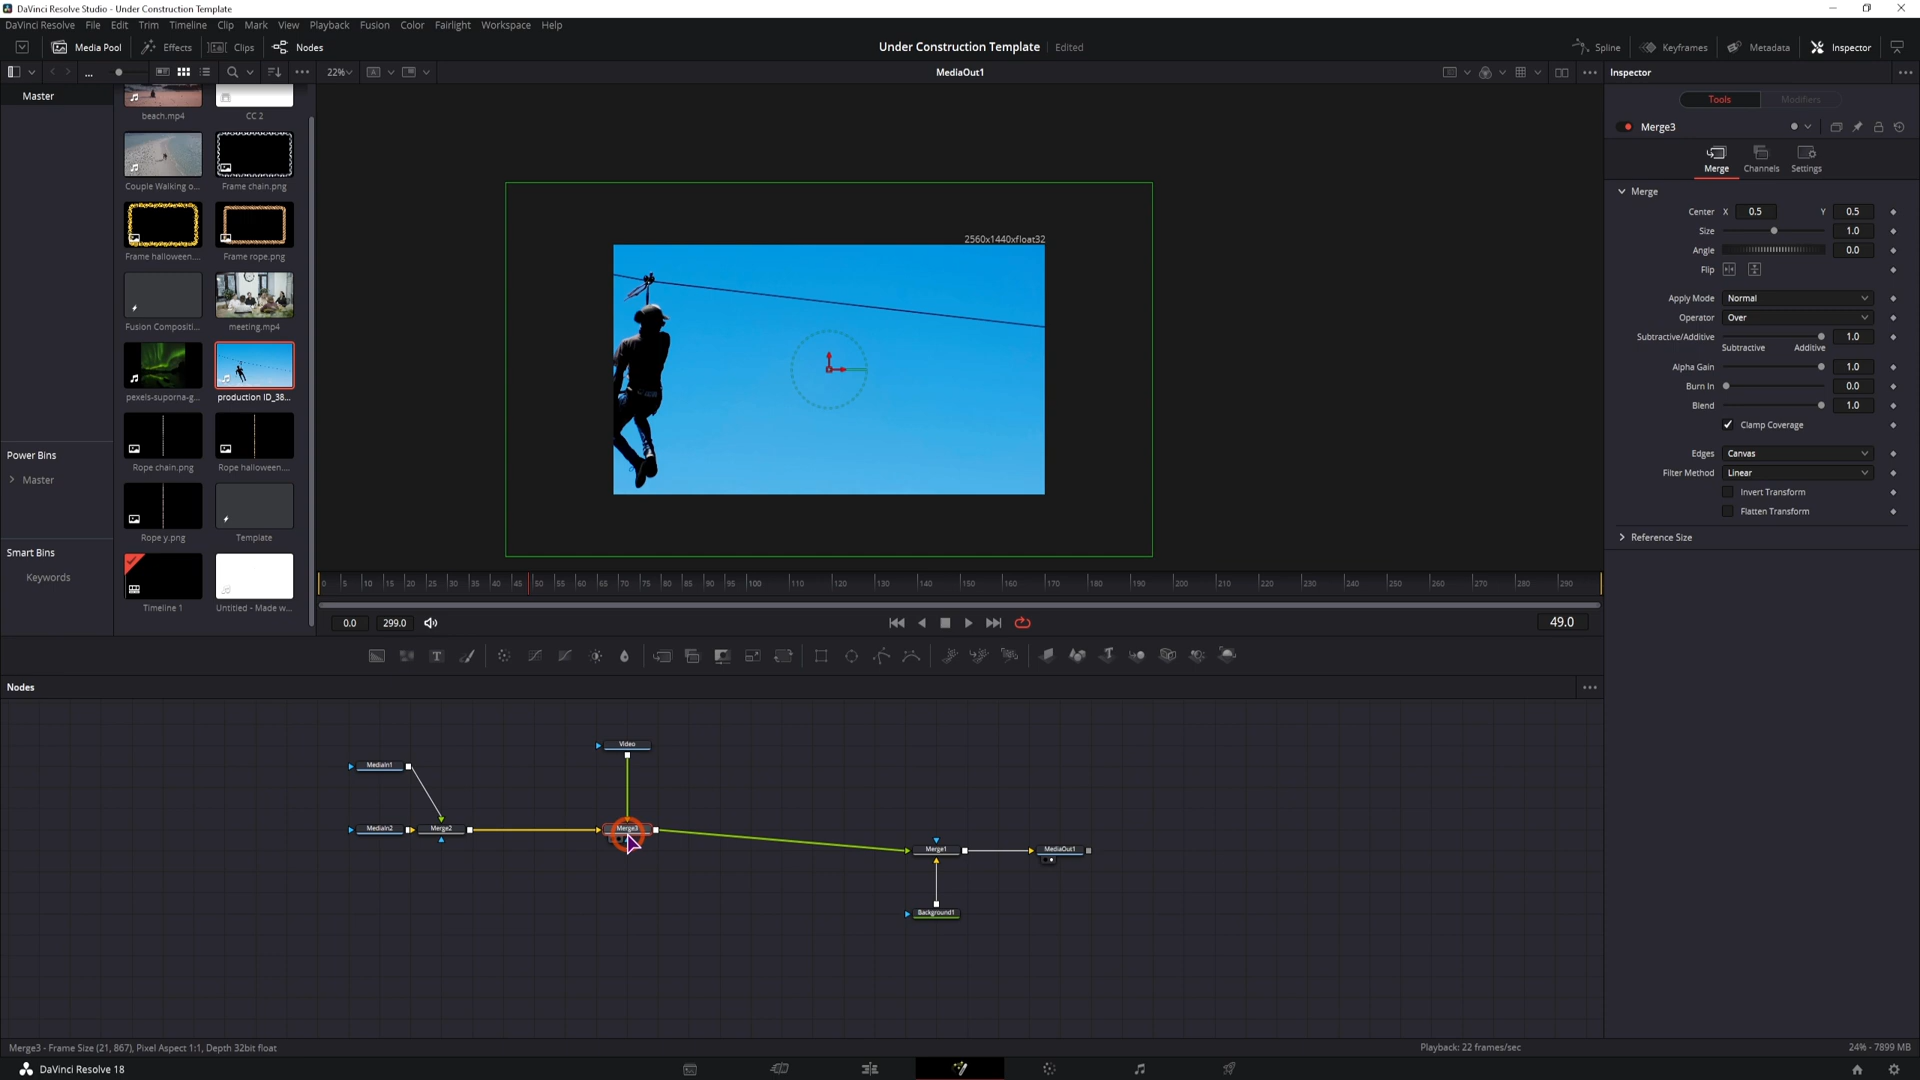 DaVinci Resolve Studio - Under Construction Template
DaVinci Resolve File Edit Trim Timeline Clip Mark View Playback Fusion Color Fairlight Workspace Help
Media Pool Effects Clips Nodes
Under Construction Template Edited
Spline Keyframes Metadata Inspector
... 22%
MediaOut1
Inspector
Master
Tools Modifiers
beach.mp4 CC 2
Merge3
Merge Channels Settings
Couple Walking o... Frame chain.png
Merge
Center X 0.5 Y 0.5
Size 1.0
2560x1440xfloat32
Angle 0.0
Frame halloween.... Frame rope.png
Flip
Apply Mode Normal
Operator Over
Fusion Compositi... meeting.mp4
Subtractive/Additive 1.0
Subtractive Additive
Alpha Gain 1.0
Burn In 0.0
pexels-suporna-g... production ID_38...
Blend 1.0
Clamp Coverage
Edges Canvas
Power Bins
Rope chain.png Rope halloween....
Filter Method Linear
Master
Invert Transform
Flatten Transform
Rope y.png Template
Reference Size
Smart Bins
Keywords
0 5 10 15 20 25 30 35 40 45 50 55 60 65 70 75 80 85 90 95 100 110 120 130 140 150 160 170 180 190 200 210 220 230 240 250 260 270 280 290
Timeline 1 Untitled - Made w...
0.0 299.0
49.0
Nodes
Video
MediaIn1
MediaIn2 Merge2 Merge3
Merge1 MediaOut1
Background1
Merge3 - Frame Size (21, 867), Pixel Aspect 1:1, Depth 32bit float
Playback: 22 frames/sec
24% - 7899 MB
DaVinci Resolve 18